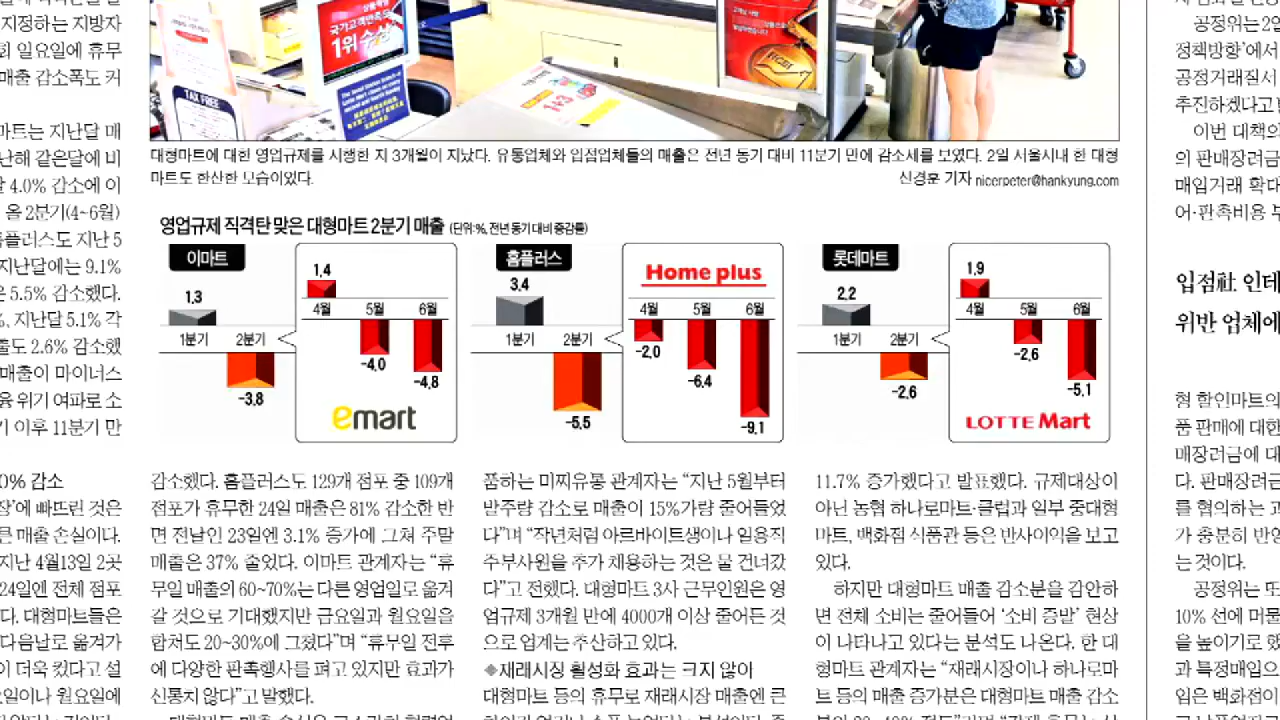 국가고객만족도
1위 수상
TAX FREE
지정하는 지방자
회 일요일에 휴무
매출 감소폭도 커
마트는 지난달 매
난해 같은달에 비
4.0% 감소에 이
올 2분기(4~6월)
홈플러스도 지난 5
지난달에는 9.1%
5.5% 감소했다.
%, 지난달 5.1% 각
출도 2.6% 감소했
매출이 마이너스
융 위기 여파로 소
기 이후 11분기 만
0% 감소
장’에 빠트린 것은
큰 매출 손실이다.
지난 4월13일 2곳
24일엔 전체 점포
다. 대형마트들은
다음날로 옮겨가
이 더욱 컸다고 설
요일이나 월요일에
대형마트에 대한 영업규제를 시행한 지 3개월이 지났다. 유통업체와 입점업체들의 매출은 전년 동기 대비 11분기 만에 감소세를 보였다. 2일 서울시내 한 대형
마트도 한산한 모습이었다.
신경훈 기자 nicerpeter@hankyung.com
영업규제 직격탄 맞은 대형마트 2분기 매출 (단위:%, 전년 동기 대비 증감률)
이마트
1.3
1분기
2분기
-3.8
1.4
4월
5월
6월
-4.0
-4.8
emart
홈플러스
3.4
1분기
2분기
-5.5
Home plus
4월
5월
6월
-2.0
-6.4
-9.1
롯데마트
2.2
1분기
2분기
-2.6
1.9
4월
5월
6월
-2.6
-5.1
LOTTE Mart
감소했다. 홈플러스도 129개 점포 중 109개
점포가 휴무한 24일 매출은 81% 감소한 반
면 전날인 23일엔 3.1% 증가에 그쳐 주말
매출은 37% 줄었다. 이마트 관계자는 “휴
무일 매출의 60~70%는 다른 영업일로 옮겨
갈 것으로 기대했지만 금요일과 월요일을
합쳐도 20~30%에 그쳤다”며 “휴무일 전후
에 다양한 판촉행사를 펴고 있지만 효과가
신통치 않다”고 말했다.
품하는 미찌유통 관계자는 “지난 5월부터
발주량 감소로 매출이 15%가량 줄어들었
다”며 “작년처럼 아르바이트생이나 일용직
주부사원을 추가 채용하는 것은 물 건너갔
다”고 전했다. 대형마트 3사 근무인원은 영
업규제 3개월 만에 4000개 이상 줄어든 것
으로 업계는 추산하고 있다.
◆재래시장 활성화 효과는 크지 않아
대형마트 등의 휴무로 재래시장 매출에 큰
11.7% 증가했다고 발표했다. 규제대상이
아닌 농협 하나로마트·클럽과 일부 중대형
마트, 백화점 식품관 등은 반사이익을 보고
있다.
하지만 대형마트 매출 감소분을 감안하
면 전체 소비는 줄어들어 ‘소비 증발’ 현상
이 나타나고 있다는 분석도 나온다. 한 대
형마트 관계자는 “재래시장이나 하나로마
트 등의 매출 증가분은 대형마트 매출 감소
공정위는 2일
정책방향’에서
공정거래질서
추진하겠다고
이번 대책의
의 판매장려금
매입거래 확대
어·판촉비용 부
입점社 인테
위반 업체에
형 할인마트의
품 판매에 대한
매장려금에 대
다. 판매장려금
를 협의하는 과
가 충분히 반영
는 것이다.
공정위는 또
10% 선에 머물
을 높이기로 했
과 특정매입으
입은 백화점이